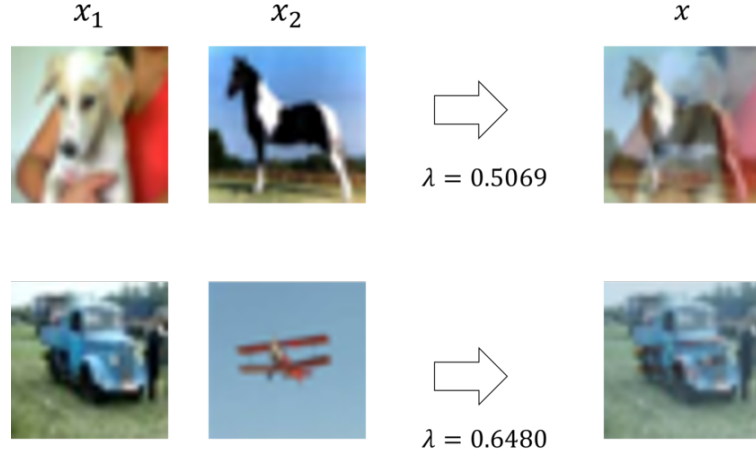 x₁ x₂ x
λ = 0.5069
λ = 0.6480